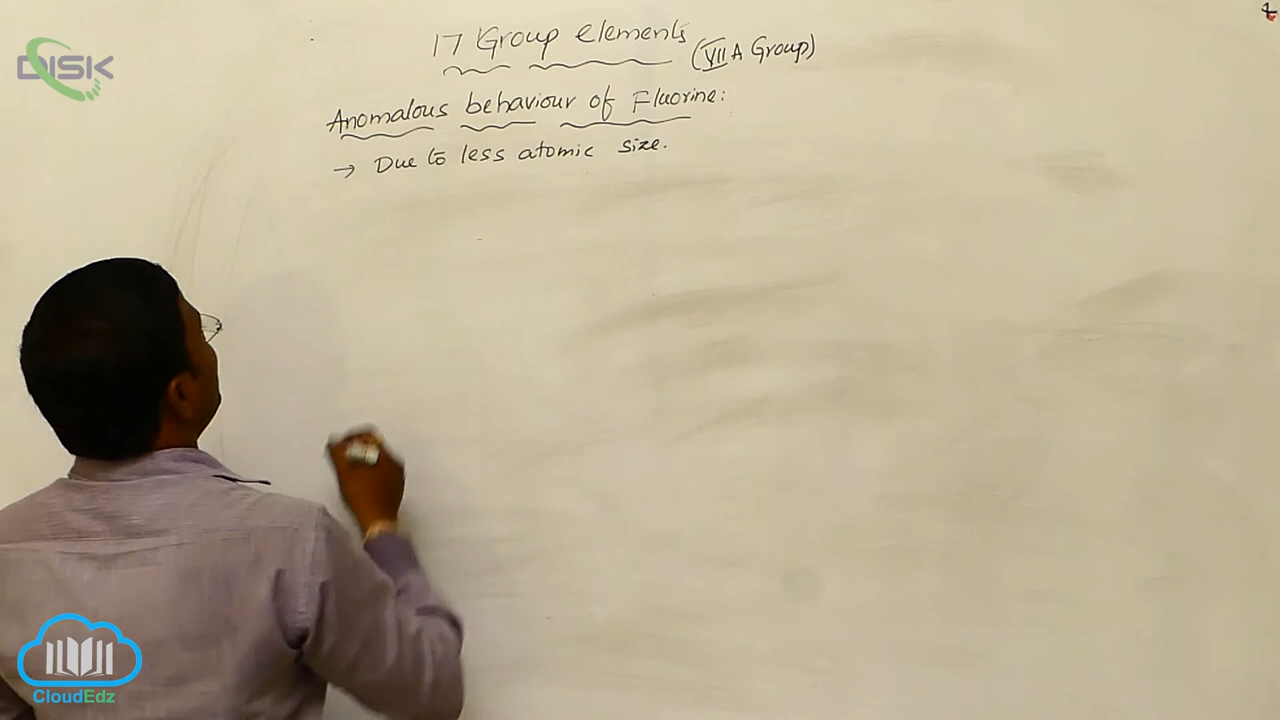 DISK
17 Group elements
(VII A Group)
Anomalous behaviour of Fluorine:
→ Due to less atomic size.
CloudEdz